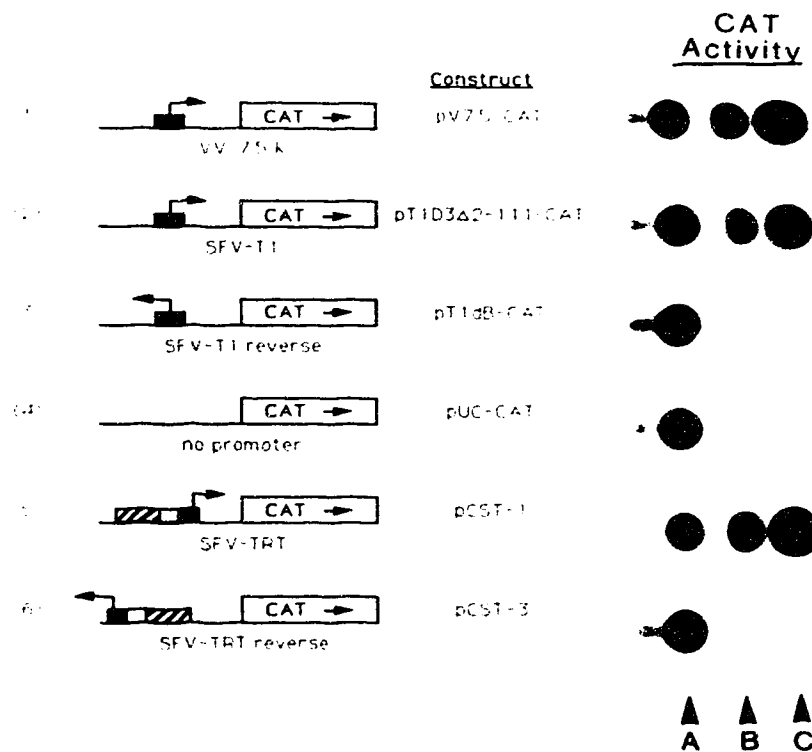 CAT
Activity
Construct
CAT
pV7.5-CAT
VV-7.5k
CAT
pT1D3Δ2-111-CAT
SFV-T1
CAT
pT1dB-CAT
SFV-T1 reverse
(4)
CAT
pUC-CAT
no promoter
CAT
pCST-1
SFV-TRT
CAT
pCST-3
SFV-TRT reverse
A B C